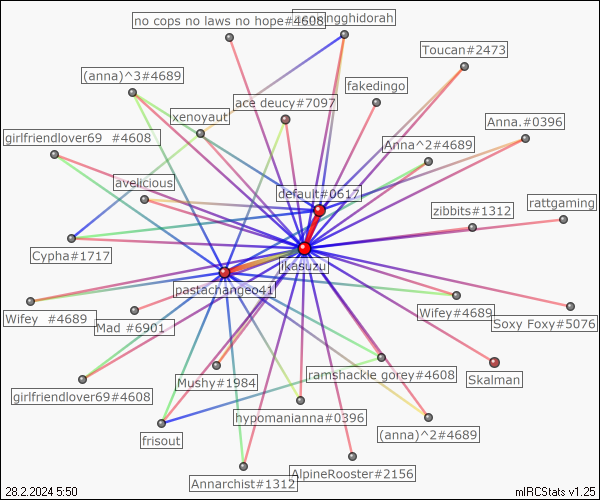 no cops no laws no hope#4608
ngghidorah
Toucan#2473
(anna)^3#4689
fakedingo
ace deucy#7097
xenoyaut
Anna.#0396
girlfriendlover69 #4608
Anna^2#4689
avelicious
default#0617
rattgaming
zibbits#1312
Cypha#1717
ikasuzu
pastachangeo41
Wifey #4689
Mad #6901
Wifey#4689
Soxy Foxy#5076
Mushy#1984
ramshackle gorey#4608
Skalman
girlfriendlover69#4608
hypomanianna#0396
frisout
(anna)^2#4689
Annarchist#1312
AlpineRooster#2156
28.2.2024 5:50
mIRCStats v1.25